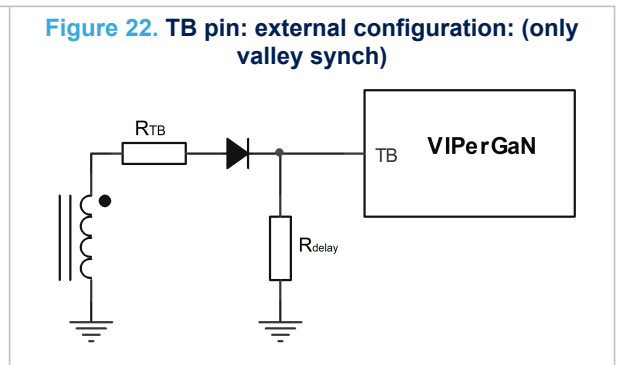 Figure 22. TB pin: external configuration: (only
valley synch)
RTB
TB
VIPerGaN
Rdelay